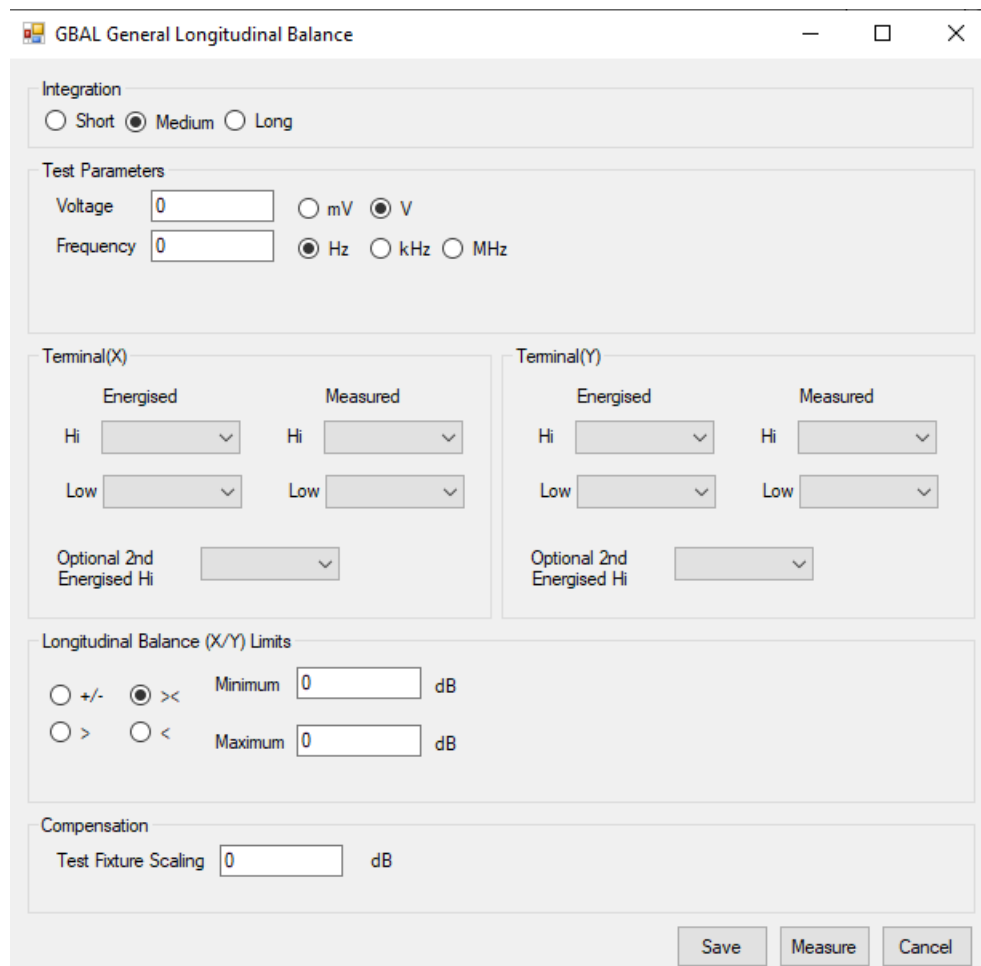 GBAL General Longitudinal Balance
Integration
Short Medium Long
Test Parameters
Voltage 0 mV V
Frequency 0 Hz kHz MHz
Terminal(X) Terminal(Y)
Energised Measured Energised Measured
Hi Hi Hi Hi
Low Low Low Low
Optional 2nd Optional 2nd
Energised Hi Energised Hi
Longitudinal Balance (X/Y) Limits
+/- >< Minimum 0 dB
> < Maximum 0 dB
Compensation
Test Fixture Scaling 0 dB
Save Measure Cancel